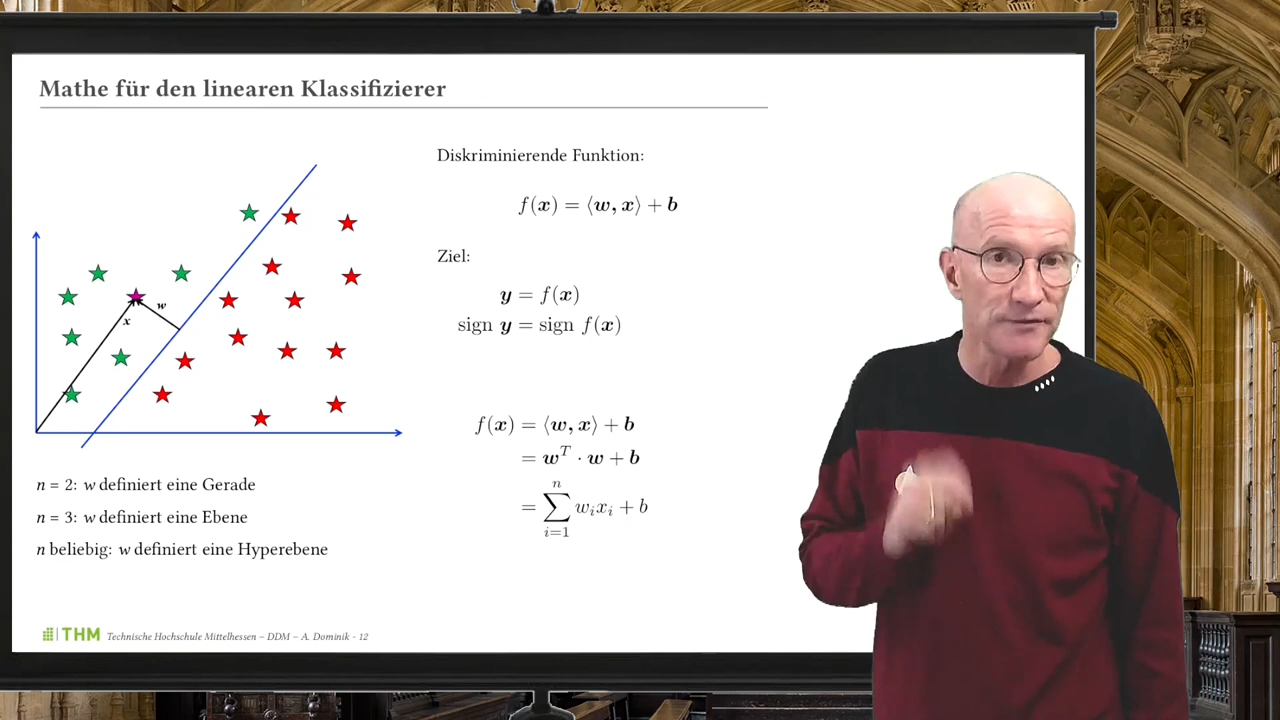 Mathe für den linearen Klassifizierer
Diskriminierende Funktion:
f(x) = ⟨w, x⟩ + b
Ziel:
y = f(x)
sign y = sign f(x)
w
x
f(x) = ⟨w, x⟩ + b
= w^T · w + b
= ∑_{i=1}^{n} w_i x_i + b
n = 2: w definiert eine Gerade
n = 3: w definiert eine Ebene
n beliebig: w definiert eine Hyperebene
THM Technische Hochschule Mittelhessen – DDM – A. Dominik - 12